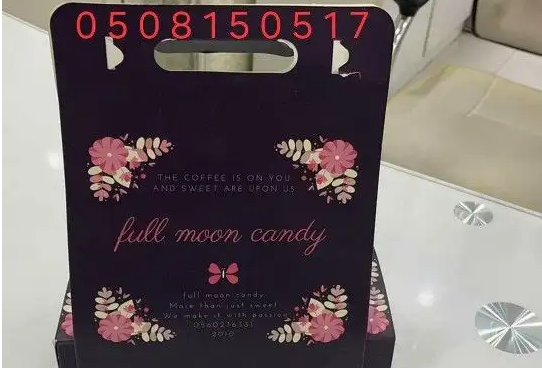 0508150517
THE COFFEE IS ON YOU
AND SWEET ARE UPON US
full moon candy
full moon candy
More than just sweet
We make it with passion
0560236331
2010